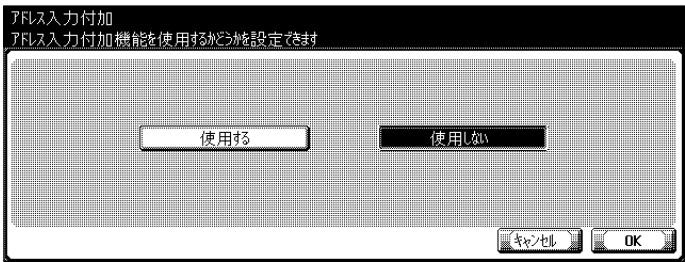 アドレス入力付加
アドレス入力付加機能を使用するかどうかを設定できます
使用する
使用しない
キャンセル
OK